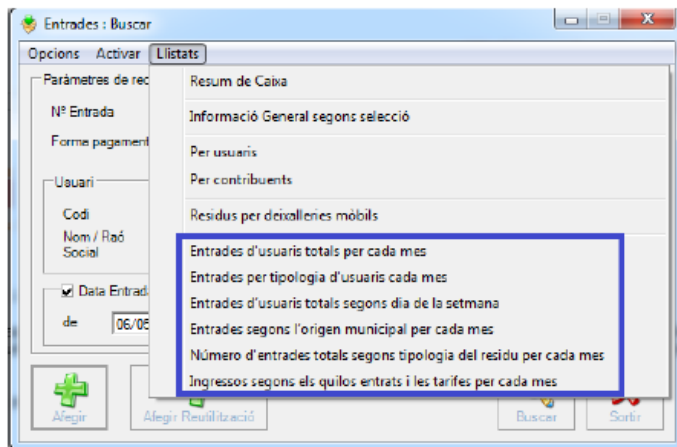 Entrades : Buscar
Opcions Activar Llistats
Paràmetres de rec
Resum de Caixa
Nº Entrada
Informació General segons selecció
Forma pagament
Per usuaris
Per contribuents
Usuari
Codi
Residus per deixalleries mòbils
Nom / Raó
Social
Entrades d'usuaris totals per cada mes
Entrades per tipologia d'usuaris cada mes
Data Entrad
Entrades d'usuaris totals segons dia de la setmana
de 06/05
Entrades segons l'origen municipal per cada mes
Número d'entrades totals segons tipologia del residu per cada mes
Ingressos segons els quilos entrats i les tarifes per cada mes
Afegir Afegir Reutilització Buscar Sortir